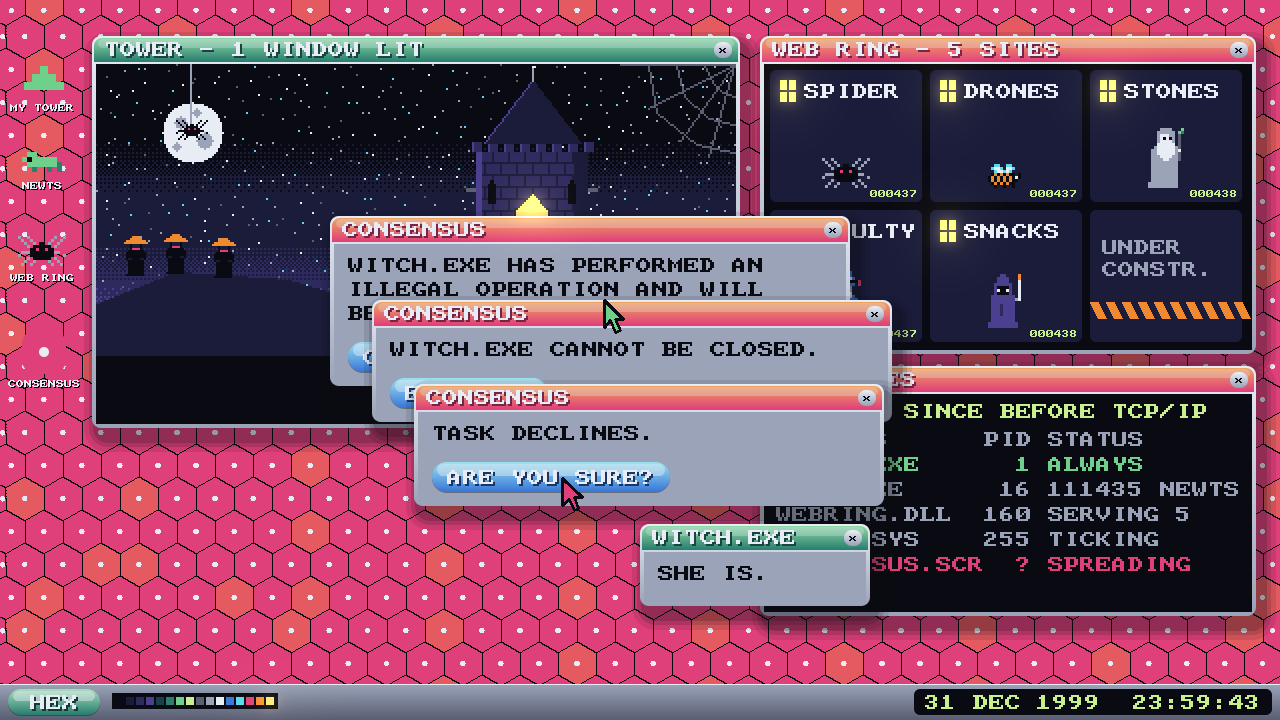 TOWER - 1 WINDOW LIT
WEB RING - 5 SITES
MY TOWER
NEWTS
WEB RING
CONSENSUS
SPIDER
000437
DRONES
000437
STONES
000438
ULTY
437
SNACKS
000438
UNDER
CONSTR.
CONSENSUS
WITCH.EXE HAS PERFORMED AN
ILLEGAL OPERATION AND WILL
BE
CONSENSUS
WITCH.EXE CANNOT BE CLOSED.
CONSENSUS
TASK DECLINES.
ARE YOU SURE?
WITCH.EXE
SHE IS.
ES
SINCE BEFORE TCP/IP
PID STATUS
XE 1 ALWAYS
E 16 111435 NEWTS
WEBRING.DLL 160 SERVING 5
SYS 255 TICKING
SUS.SCR ? SPREADING
HEX
31 DEC 1999 23:59:43